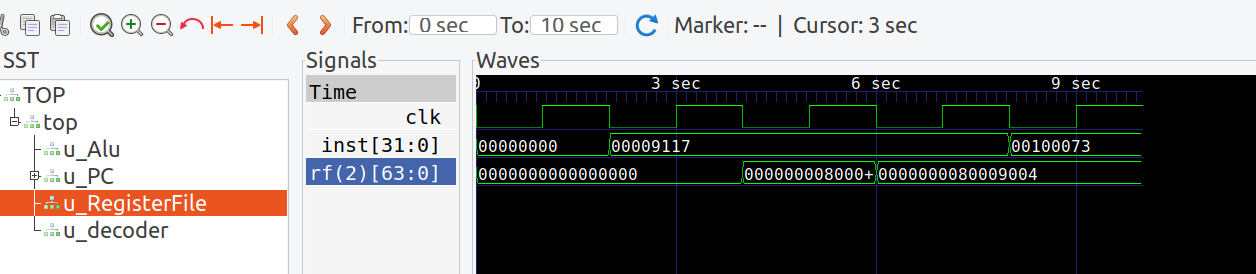 From: 0 sec To: 10 sec Marker: -- | Cursor: 3 sec
SST
Signals
Waves
TOP
top
u_Alu
u_PC
u_RegisterFile
u_decoder
Time
clk
inst[31:0]
rf(2)[63:0]
0 3 sec 6 sec 9 sec
00000000 00009117 00100073
0000000000000000 000000008000+ 0000000080009004